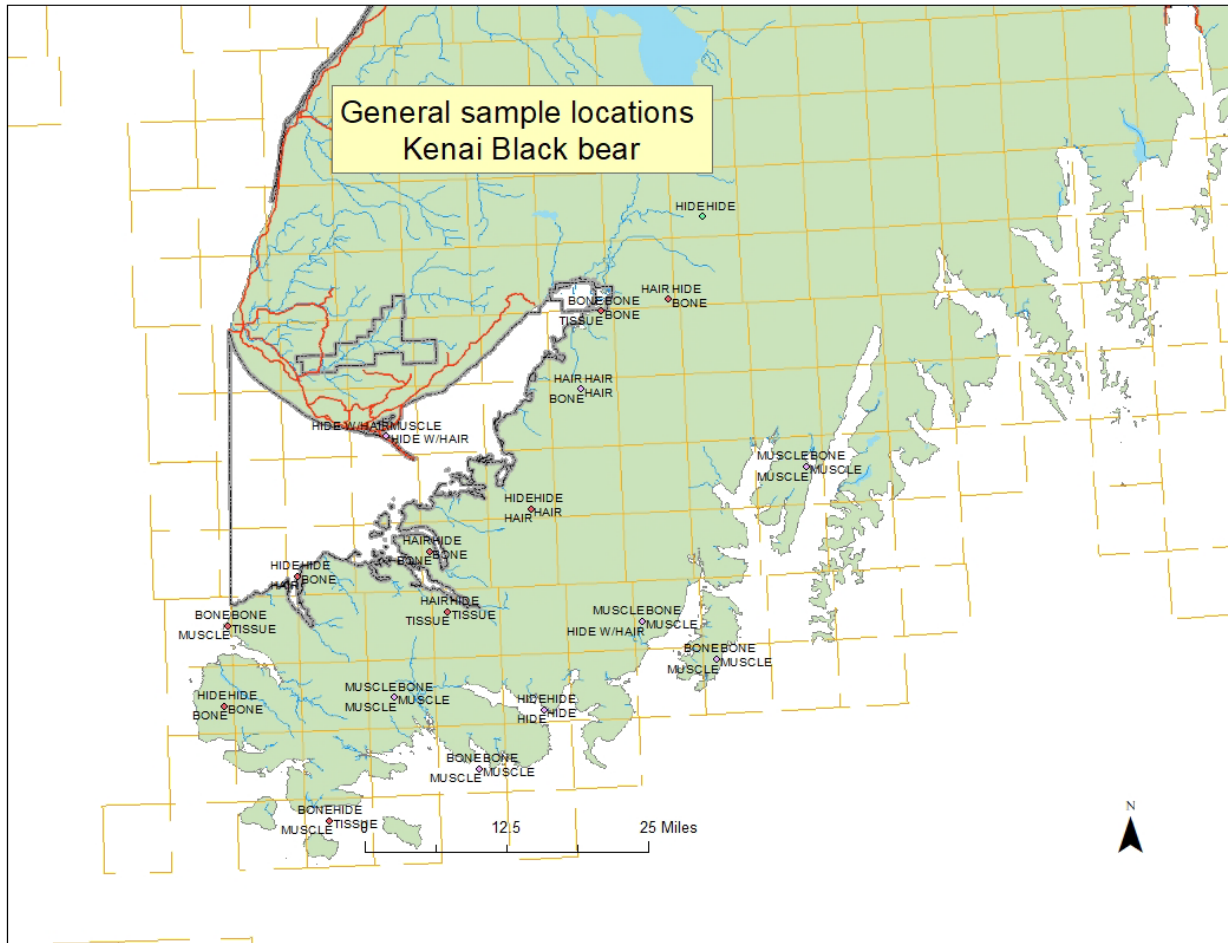 General sample locations
Kenai Black bear
HIDEHIDE
HAIR HIDE
BONE
BONEBONE
TISSUE BONE
HAIR HAIR
BONE HAIR
HIDE W/HAIRMUSCLE
HIDE W/HAIR
MUSCLEBONE
MUSCLE MUSCLE
HIDEHIDE
HAIR HAIR
HAIRHIDE
BONE BONE
HIDEHIDE
HAIR BONE
HAIRHIDE
TISSUE TISSUE
BONEBONE
MUSCLE TISSUE
MUSCLEBONE
HIDE W/HAIR MUSCLE
BONEBONE
MUSCLE MUSCLE
HIDEHIDE
BONE BONE
MUSCLEBONE
MUSCLE MUSCLE
HIDEHIDE
HIDE HIDE
BONEBONE
MUSCLE MUSCLE
BONEHIDE
MUSCLE TISSUE
0 12.5 25 Miles
N